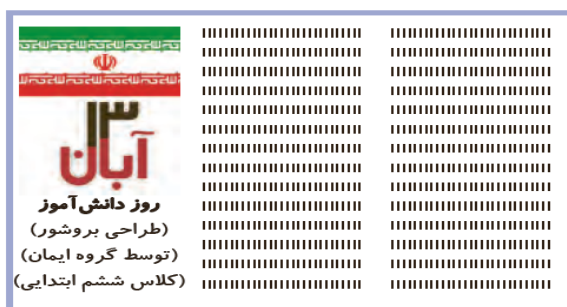 ۱۳
آبان
روز دانش‌آموز
(طراحی بروشور)
(توسط گروه ایمان)
(کلاس ششم ابتدایی)